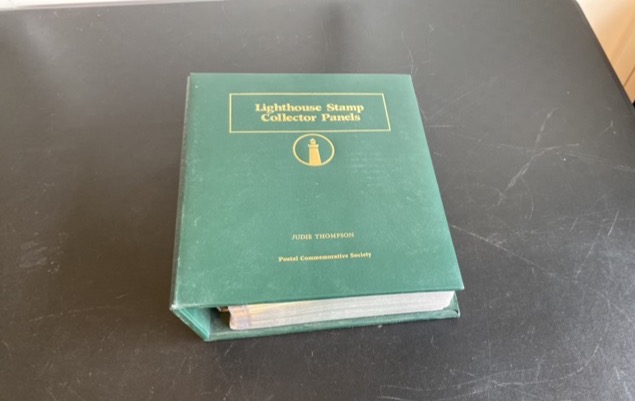 Lighthouse Stamp
Collector Panels
JUDIE THOMPSON
Postal Commemorative Society